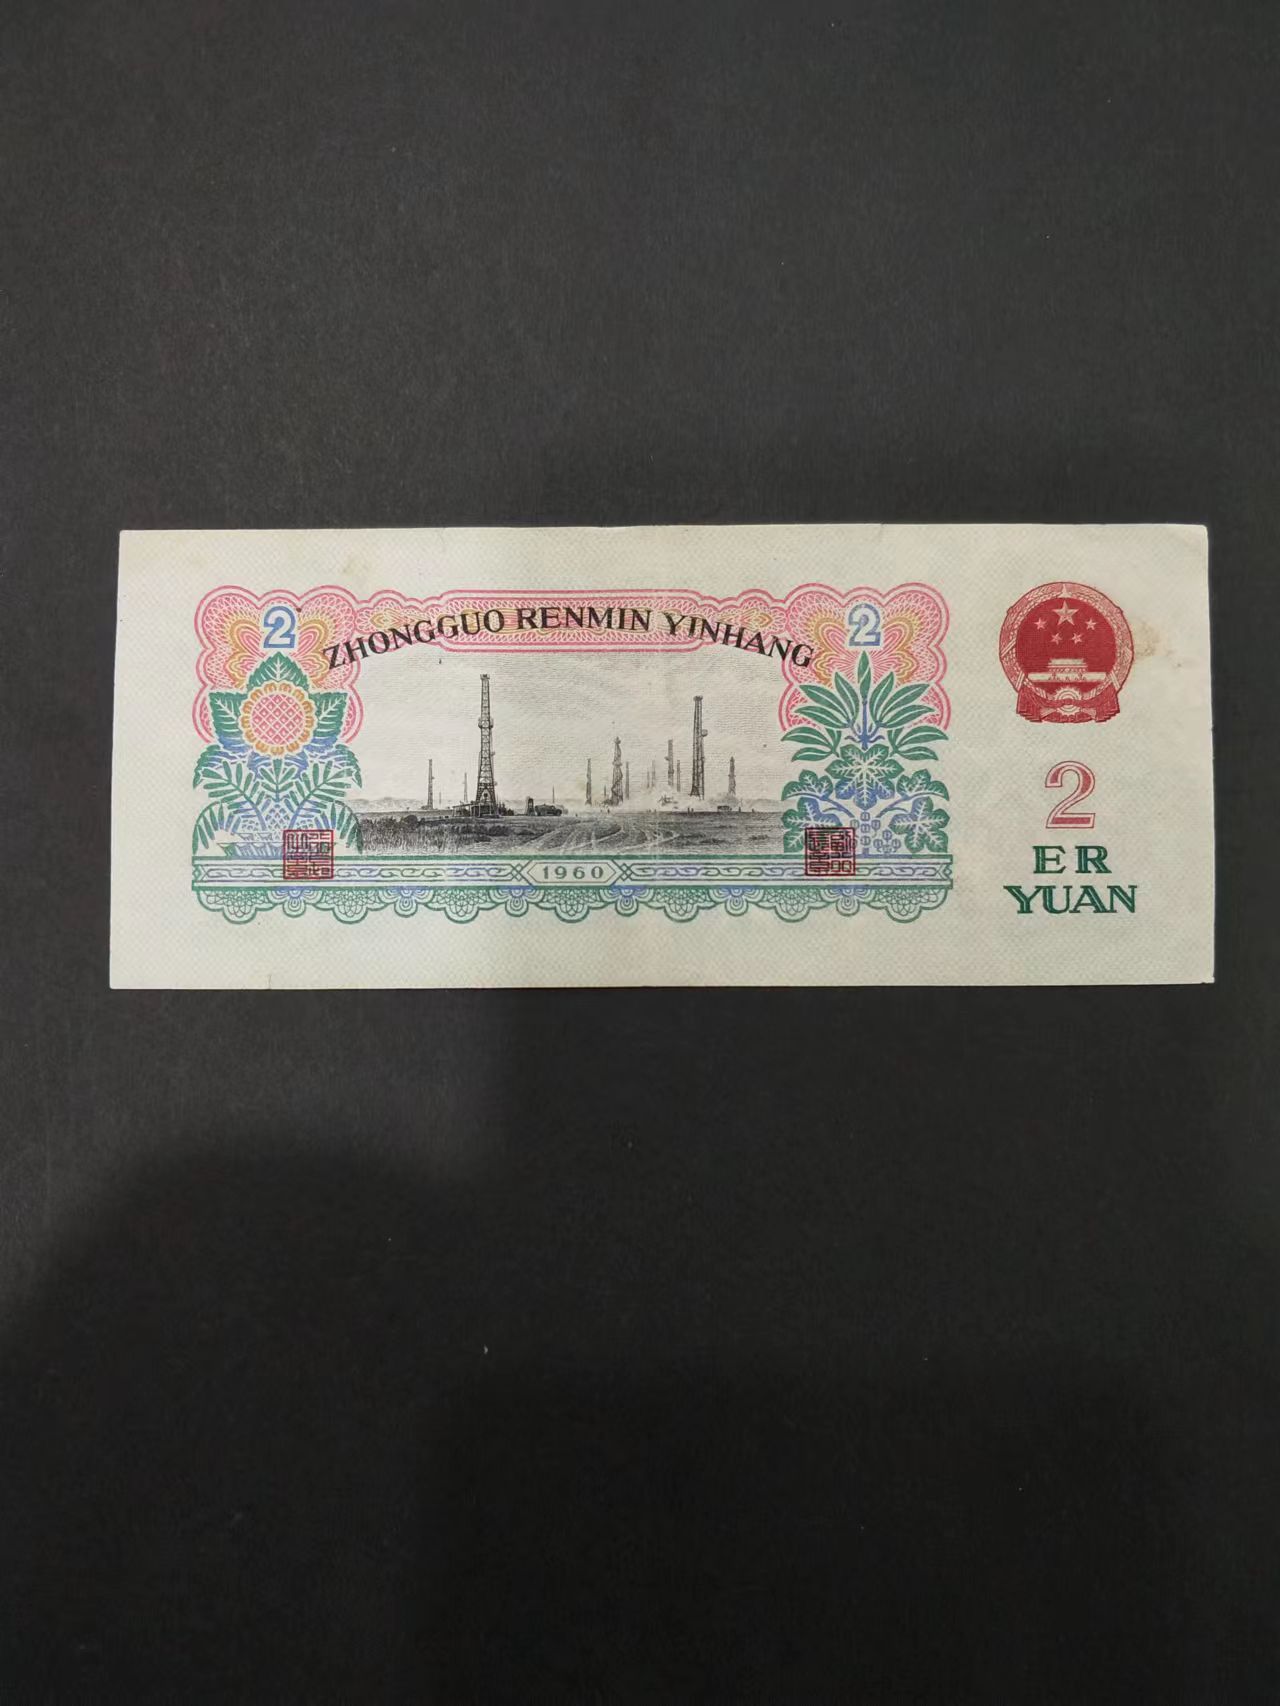 2
ZHONGGUO RENMIN YINHANG
2
1960
2
ER
YUAN